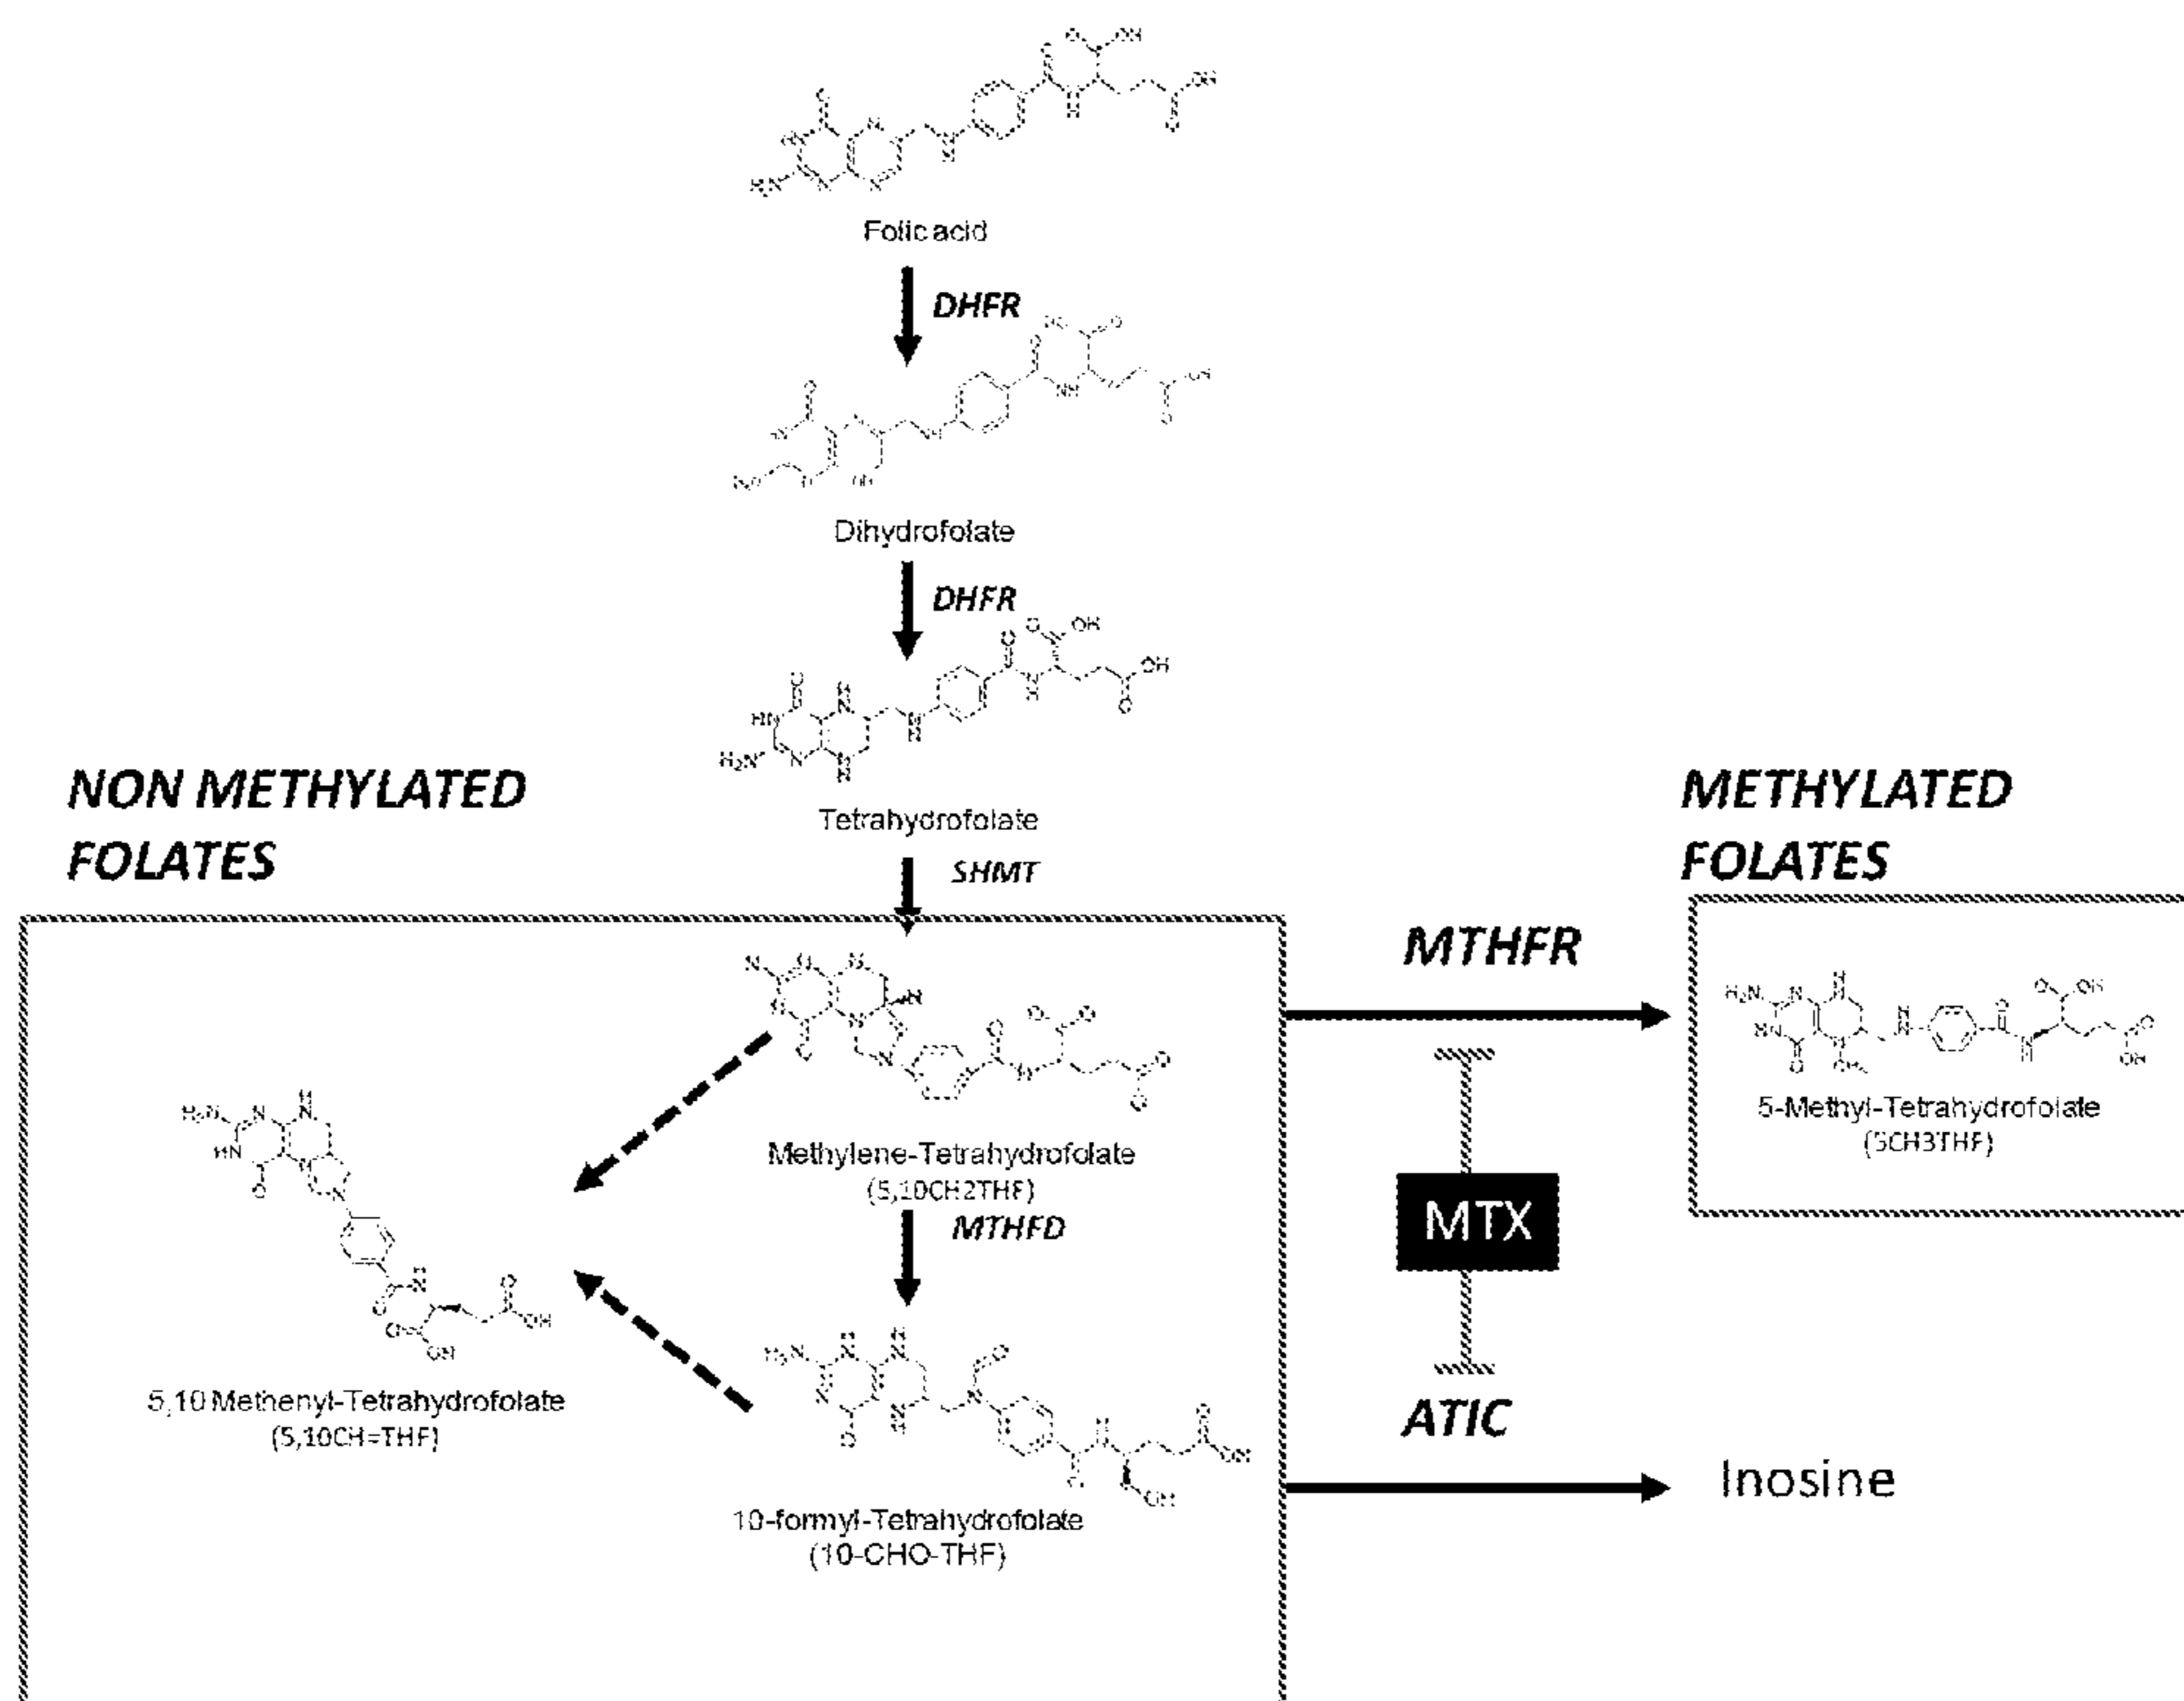 Folic acid
DHFR
Dihydrofolate
DHFR
Tetrahydrofolate
SHMT
NON METHYLATED
FOLATES
METHYLATED
FOLATES
MTHFR
Methylene-Tetrahydrofolate
(5,10CH2THF)
MTHFD
5-Methyl-Tetrahydrofolate
(5CH3THF)
MTX
5,10 Methenyl-Tetrahydrofolate
(5,10CH=THF)
ATIC
Inosine
10-formyl-Tetrahydrofolate
(10-CHO-THF)